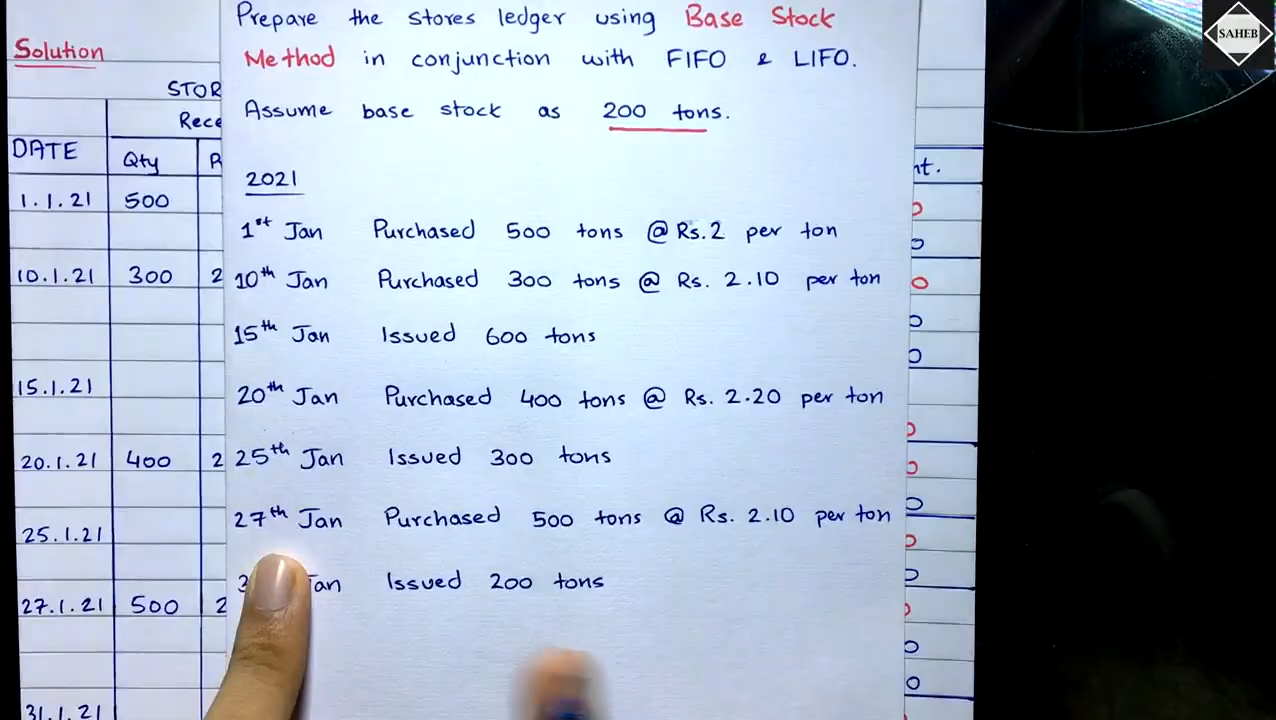 Prepare the stores ledger using Base Stock
Method in conjunction with FIFO & LIFO.
Assume base stock as 200 tons.
2021
1st Jan Purchased 500 tons @ Rs.2 per ton
10th Jan Purchased 300 tons @ Rs. 2.10 per ton
15th Jan Issued 600 tons
20th Jan Purchased 400 tons @ Rs. 2.20 per ton
25th Jan Issued 300 tons
27th Jan Purchased 500 tons @ Rs. 2.10 per ton
Jan Issued 200 tons
Solution
DATE
Qty
1.1.21 500
10.1.21 300 2
15.1.21
20.1.21 400 2
25.1.21
27.1.21 500 2
31.1.21
SAHEB